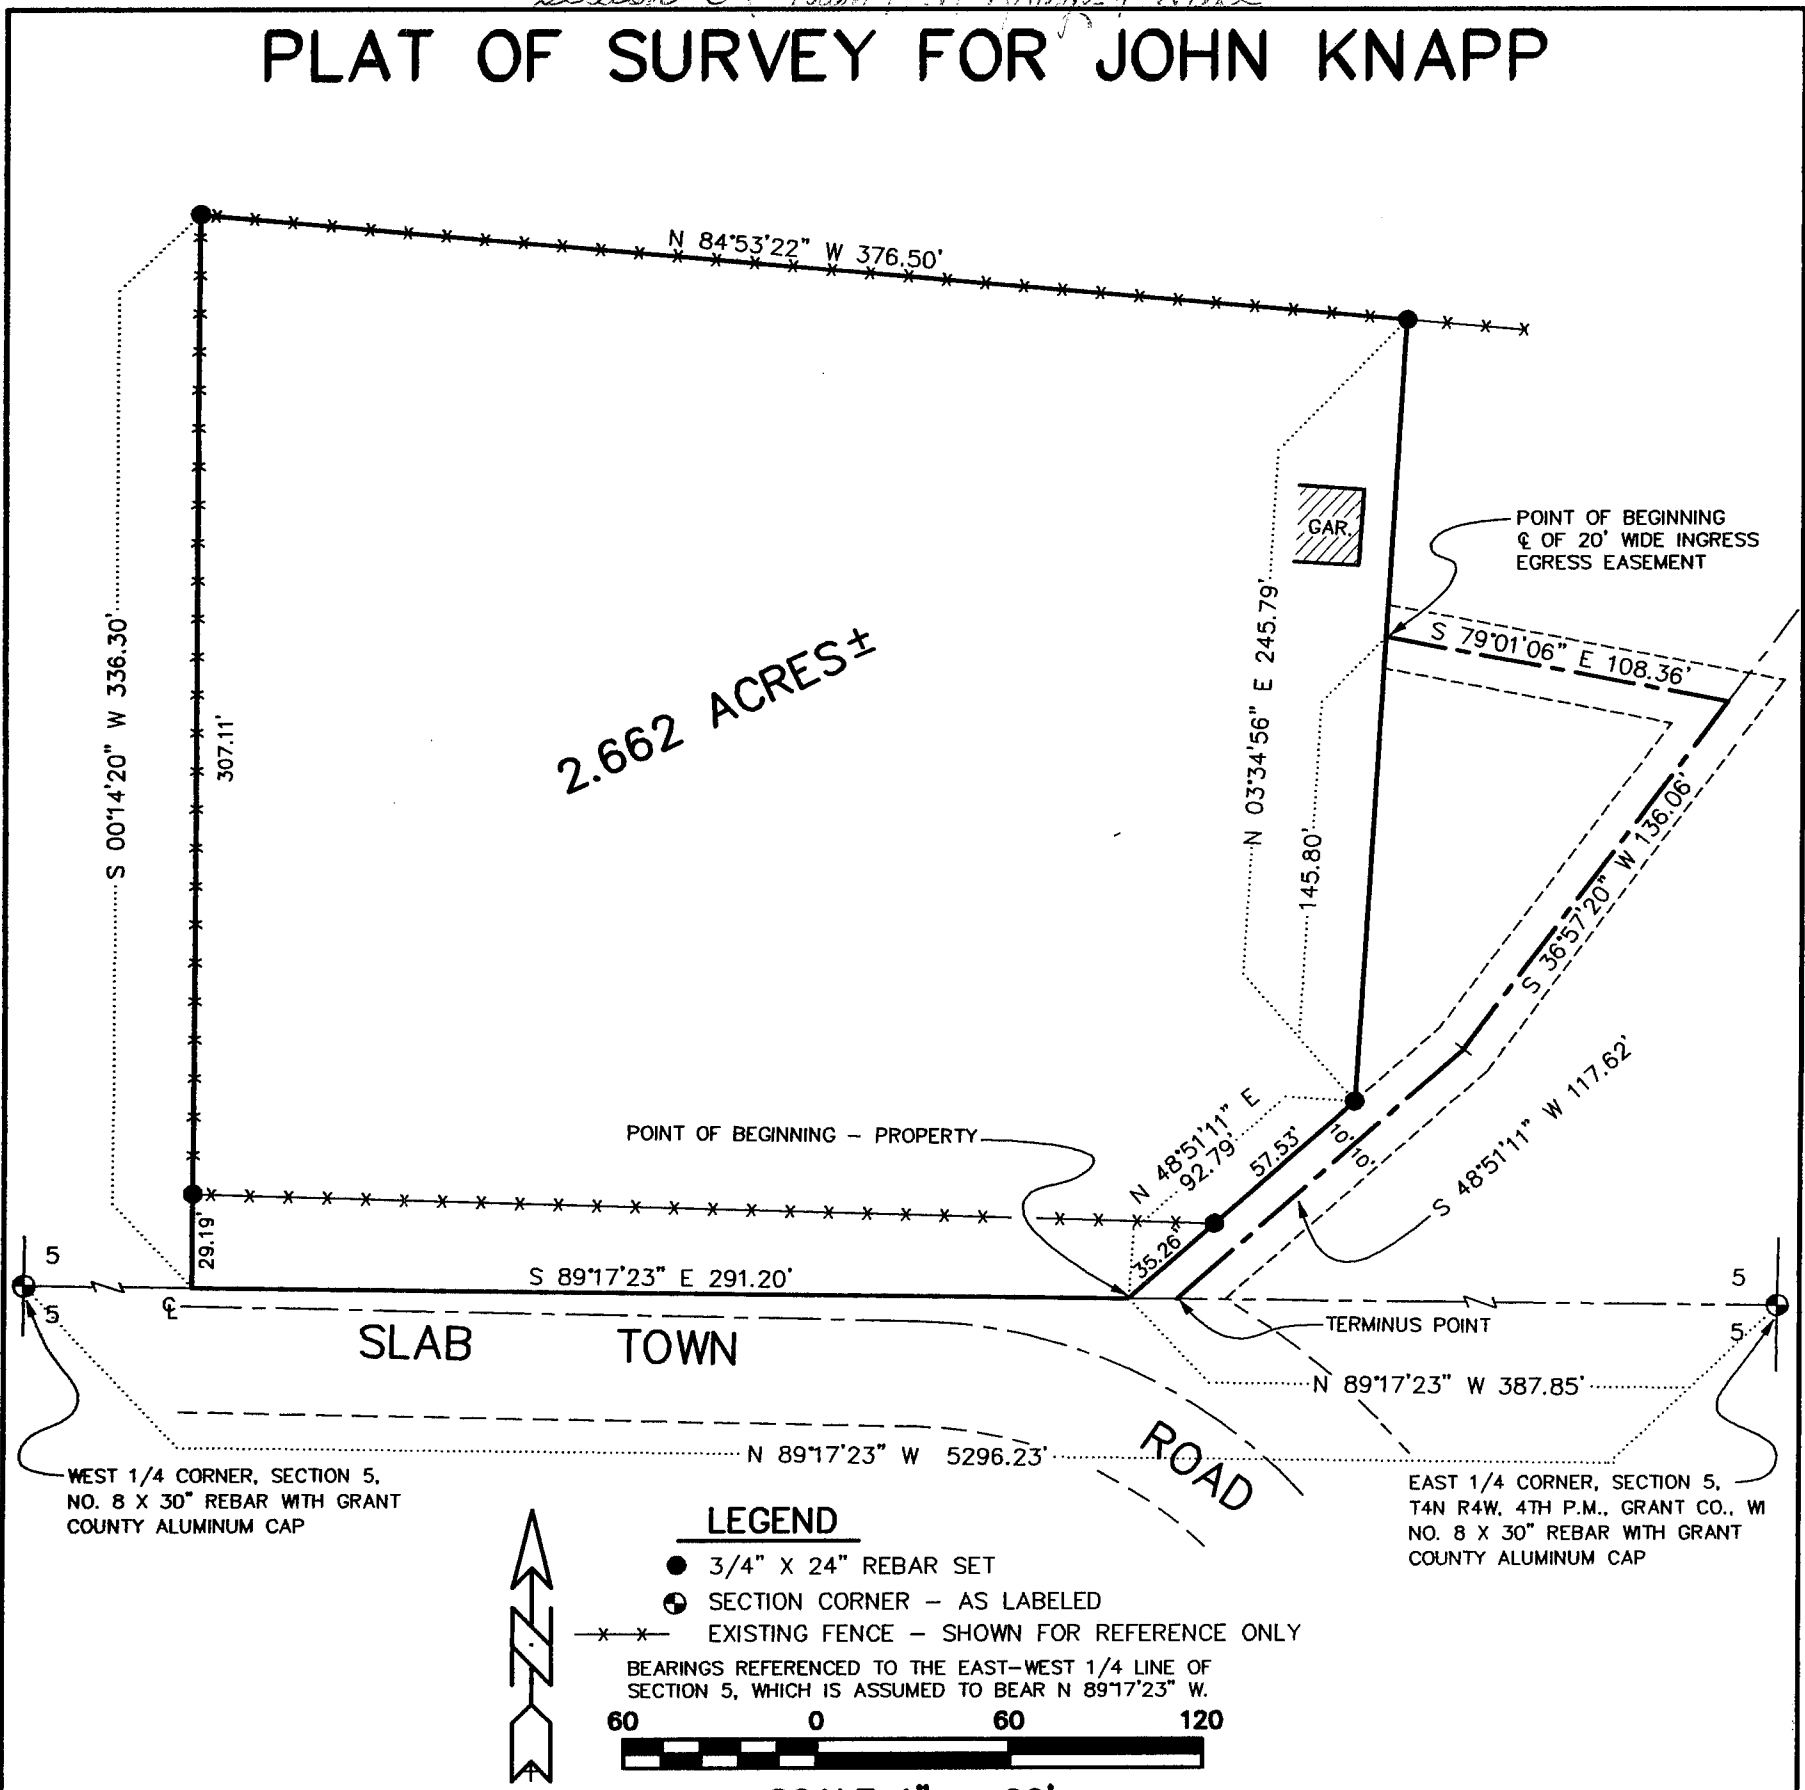 PLAT OF SURVEY FOR JOHN KNAPP
N 84°53'22" W 376.50'
GAR.
POINT OF BEGINNING
℄ OF 20' WIDE INGRESS
EGRESS EASEMENT
S 79°01'06" E 108.36'
S 00°14'20" W 336.30'
307.11'
2.662 ACRES±
N 03°34'56" E 245.79'
145.80'
S 36°57'20" W 136.06'
S 48°51'11" W 117.62'
POINT OF BEGINNING – PROPERTY
N 48°51'11" E
92.79'
57.53'
10'
10'
35.26"
29.19'
S 89°17'23" E 291.20'
5
5
5
5
℄
SLAB TOWN
ROAD
TERMINUS POINT
N 89°17'23" W 387.85'
N 89°17'23" W 5296.23'
WEST 1/4 CORNER, SECTION 5,
NO. 8 X 30" REBAR WITH GRANT
COUNTY ALUMINUM CAP
EAST 1/4 CORNER, SECTION 5,
T4N R4W, 4TH P.M., GRANT CO., WI
NO. 8 X 30" REBAR WITH GRANT
COUNTY ALUMINUM CAP
LEGEND
3/4" X 24" REBAR SET
SECTION CORNER – AS LABELED
EXISTING FENCE – SHOWN FOR REFERENCE ONLY
BEARINGS REFERENCED TO THE EAST–WEST 1/4 LINE OF
SECTION 5, WHICH IS ASSUMED TO BEAR N 89°17'23" W.
N
60 0 60 120